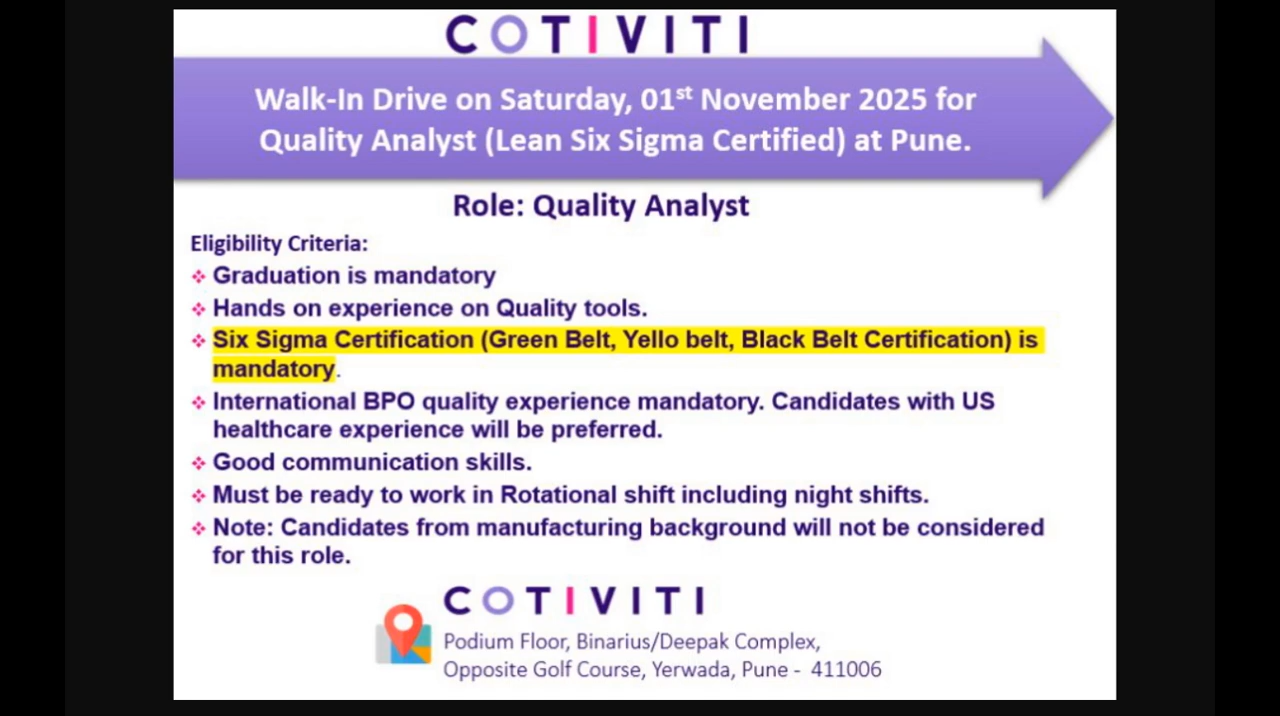 COTIVITI
Walk-In Drive on Saturday, 01st November 2025 for
Quality Analyst (Lean Six Sigma Certified) at Pune.
Role: Quality Analyst
Eligibility Criteria:
❖ Graduation is mandatory
❖ Hands on experience on Quality tools.
❖ Six Sigma Certification (Green Belt, Yello belt, Black Belt Certification) is
mandatory.
❖ International BPO quality experience mandatory. Candidates with US
healthcare experience will be preferred.
❖ Good communication skills.
❖ Must be ready to work in Rotational shift including night shifts.
❖ Note: Candidates from manufacturing background will not be considered
for this role.
COTIVITI
Podium Floor, Binarius/Deepak Complex,
Opposite Golf Course, Yerwada, Pune - 411006